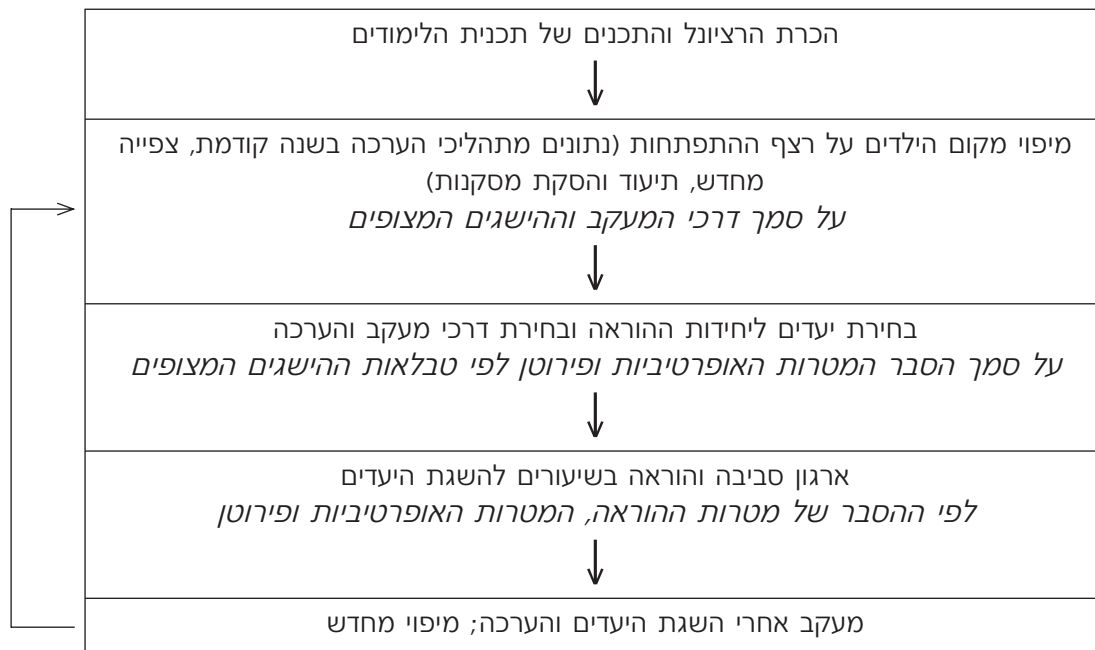 הכרת הרציונל והתכנים של תכנית הלימודים
מיפוי מקום הילדים על רצף ההתפתחות (נתונים מתהליכי הערכה בשנה קודמת, צפייה
מחדש, תיעוד והסקת מסקנות)
על סמך דרכי המעקב וההישגים המצופים
בחירת יעדים ליחידות ההוראה ובחירת דרכי מעקב והערכה
על סמך הסבר המטרות האופרטיביות ופירוטן לפי טבלאות ההישגים המצופים
ארגון סביבה והוראה בשיעורים להשגת היעדים
לפי ההסבר של מטרות ההוראה, המטרות האופרטיביות ופירוטן
מעקב אחרי השגת היעדים והערכה; מיפוי מחדש